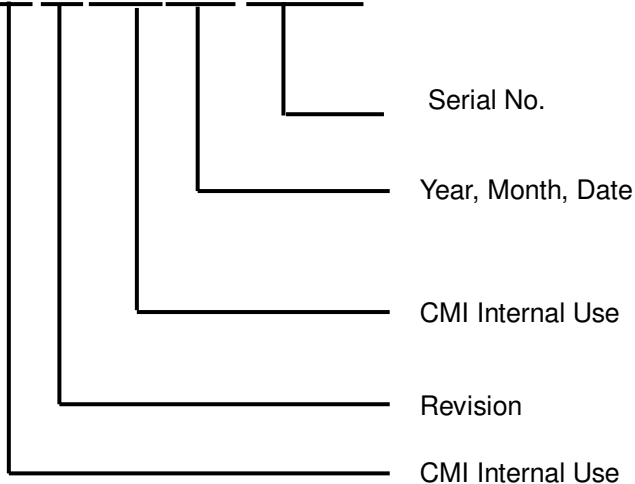 Serial No.
Year, Month, Date
CMI Internal Use
Revision
CMI Internal Use